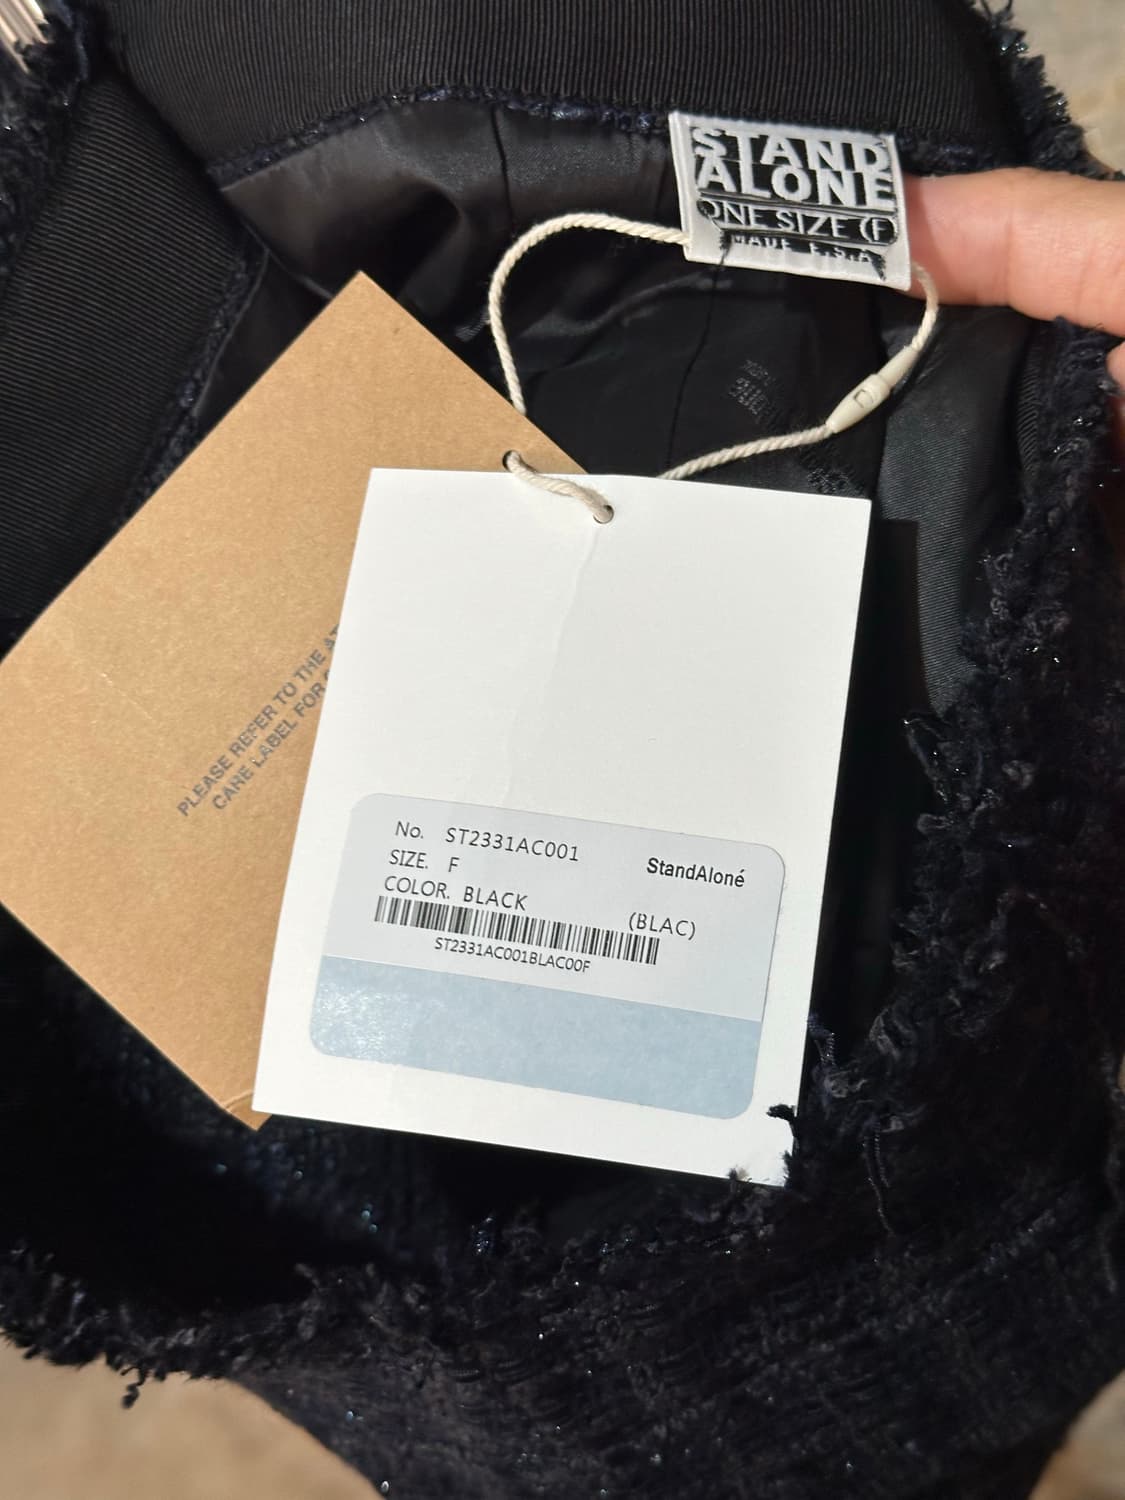 STAND
ALONE
ONE SIZE (F
PLEASE REFER TO THE
CARE LABEL FOR
No. ST2331AC001
StandAloné
SIZE. F
COLOR. BLACK
(BLAC)
ST2331AC001BLAC00F